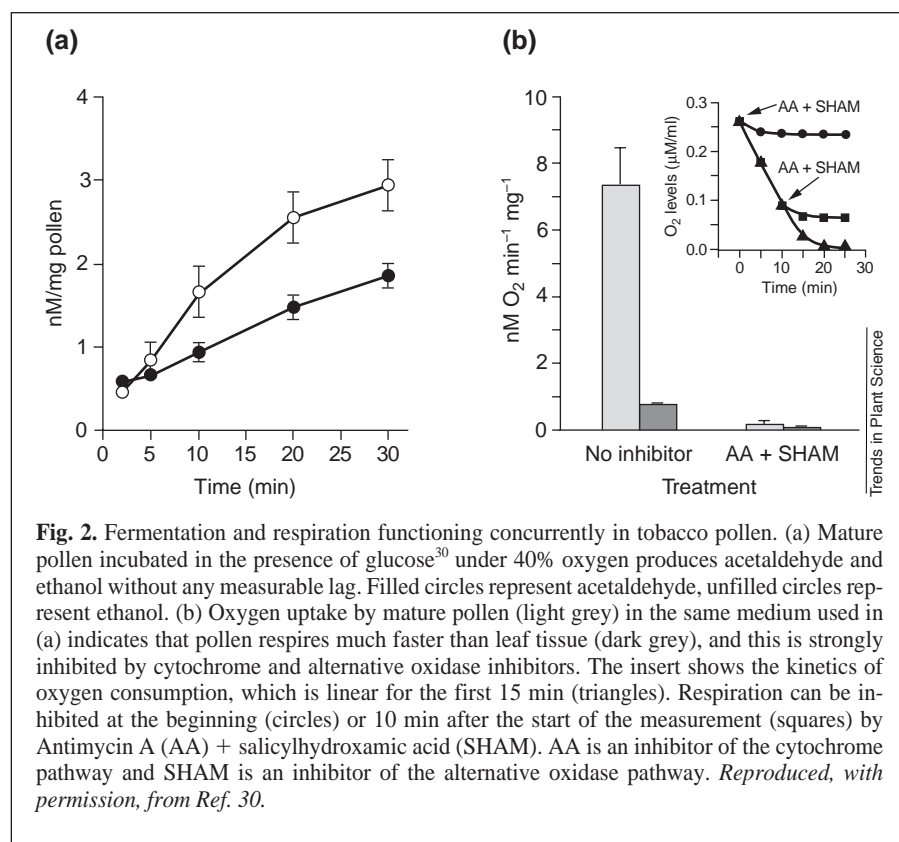 (a)
4
3
2
1
0
nM/mg pollen
0 5 10 15 20 25 30
Time (min)
(b)
10
8
6
4
2
0
nM O₂ min⁻¹ mg⁻¹
No inhibitor AA + SHAM
Treatment
0.3
0.2
0.1
0.0
O₂ levels (µM/ml)
AA + SHAM
AA + SHAM
0 10 20 30
Time (min)
Trends in Plant Science
Fig. 2. Fermentation and respiration functioning concurrently in tobacco pollen. (a) Mature
pollen incubated in the presence of glucose³⁰ under 40% oxygen produces acetaldehyde and
ethanol without any measurable lag. Filled circles represent acetaldehyde, unfilled circles rep-
resent ethanol. (b) Oxygen uptake by mature pollen (light grey) in the same medium used in
(a) indicates that pollen respires much faster than leaf tissue (dark grey), and this is strongly
inhibited by cytochrome and alternative oxidase inhibitors. The insert shows the kinetics of
oxygen consumption, which is linear for the first 15 min (triangles). Respiration can be in-
hibited at the beginning (circles) or 10 min after the start of the measurement (squares) by
Antimycin A (AA) + salicylhydroxamic acid (SHAM). AA is an inhibitor of the cytochrome
pathway and SHAM is an inhibitor of the alternative oxidase pathway. Reproduced, with
permission, from Ref. 30.